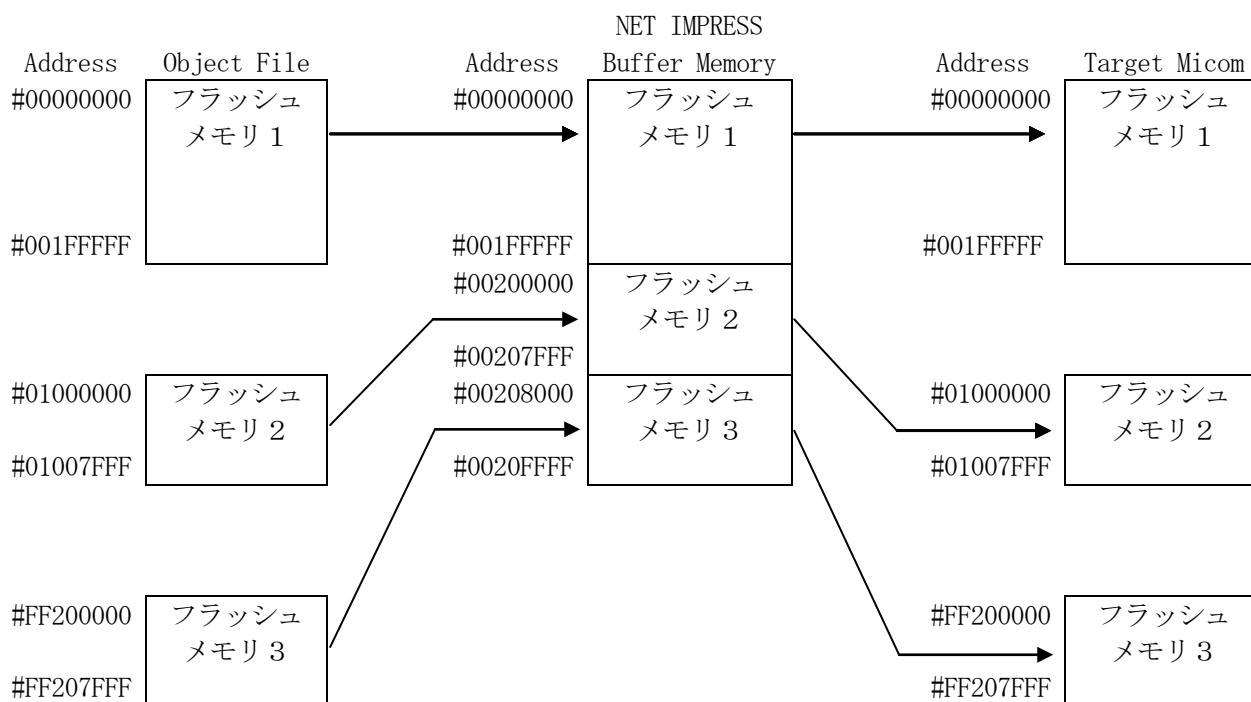 NET IMPRESS
Address Object File Address Buffer Memory Address Target Micom
#00000000 フラッシュ #00000000 フラッシュ #00000000 フラッシュ
メモリ1 メモリ1 メモリ1
#001FFFFF #001FFFFF #001FFFFF
#00200000 フラッシュ
メモリ2
#00207FFF
#01000000 フラッシュ #00208000 フラッシュ #01000000 フラッシュ
メモリ2 メモリ3 メモリ2
#01007FFF #0020FFFF #01007FFF
#FF200000 フラッシュ #FF200000 フラッシュ
メモリ3 メモリ3
#FF207FFF #FF207FFF